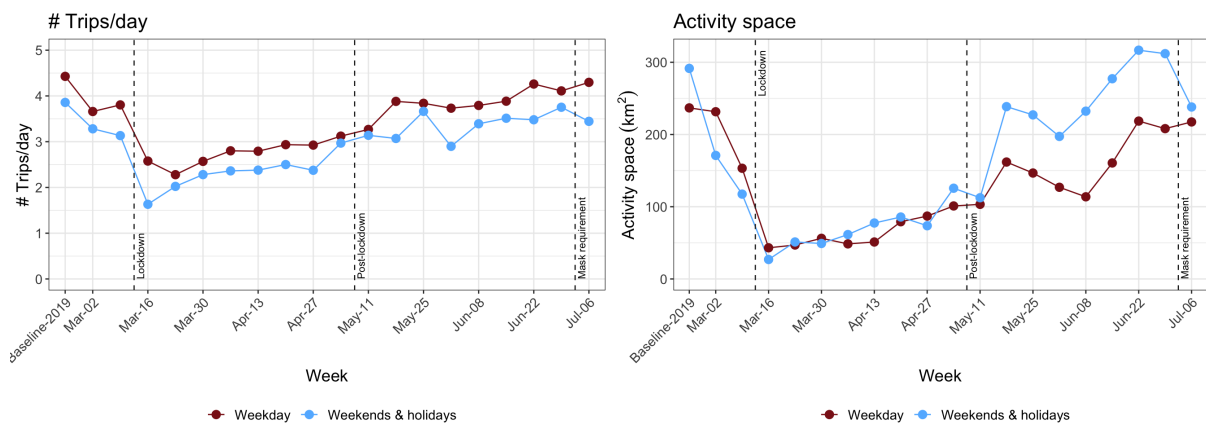 # Trips/day
# Trips/day
5
4
3
2
1
0
Lockdown
Post-lockdown
Mask requirement
Baseline-2019
Mar-02
Mar-16
Mar-30
Apr-13
Apr-27
May-11
May-25
Jun-08
Jun-22
Jul-06
Week
Weekday
Weekends & holidays
Activity space
Activity space (km²)
300
200
100
0
Lockdown
Post-lockdown
Mask requirement
Baseline-2019
Mar-02
Mar-16
Mar-30
Apr-13
Apr-27
May-11
May-25
Jun-08
Jun-22
Jul-06
Week
Weekday
Weekends & holidays